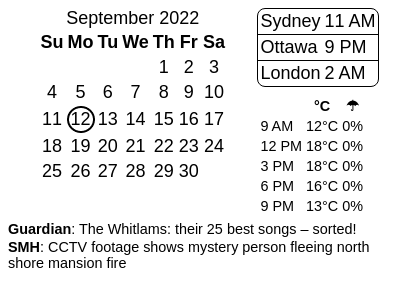 September 2022
Su Mo Tu We Th Fr Sa
1 2 3
4 5 6 7 8 9 10
11 12 13 14 15 16 17
18 19 20 21 22 23 24
25 26 27 28 29 30
Sydney 11 AM
Ottawa 9 PM
London 2 AM
°C ☂
9 AM 12°C 0%
12 PM 18°C 0%
3 PM 18°C 0%
6 PM 16°C 0%
9 PM 13°C 0%
Guardian: The Whitlams: their 25 best songs – sorted!
SMH: CCTV footage shows mystery person fleeing north
shore mansion fire